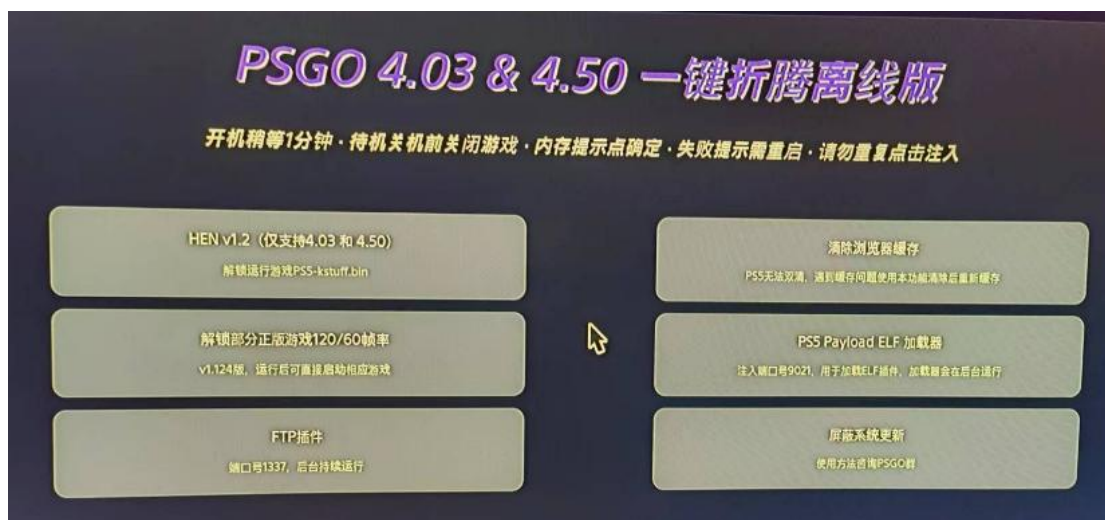 PSGO 4.03 & 4.50 一键折腾离线版
开机稍等1分钟 · 待机关机前关闭游戏 · 内存提示点确定 · 失败提示需重启 · 请勿重复点击注入
HEN v1.2（仅支持4.03 和 4.50）
解锁运行游戏PS5-kstuff.bin
解锁部分正版游戏120/60帧率
v1.124版，运行后可直接启动相应游戏
FTP插件
端口号1337，后台持续运行
清除浏览器缓存
PS5无法双清，遇到缓存问题使用本功能清除后重新缓存
PS5 Payload ELF 加载器
注入端口号9021，用于加载ELF插件，加载器会在后台运行
屏蔽系统更新
使用方法咨询PSGO群